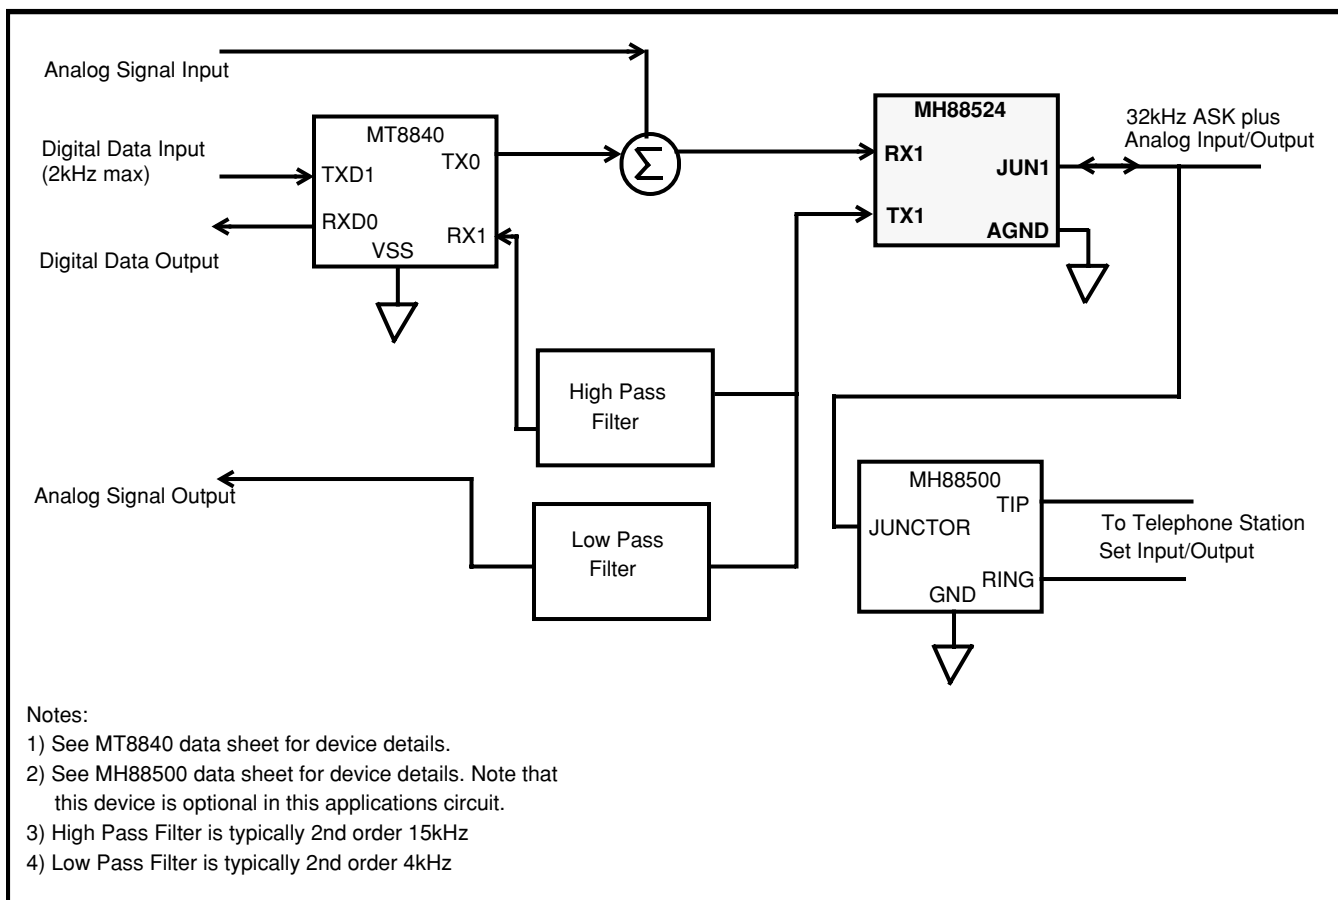 Analog Signal Input
Digital Data Input
(2kHz max)
Digital Data Output
MT8840
TXD1
TX0
RXD0
RX1
VSS
Σ
MH88524
RX1
JUN1
TX1
AGND
32kHz ASK plus
Analog Input/Output
High Pass
Filter
Analog Signal Output
Low Pass
Filter
MH88500
TIP
JUNCTOR
RING
GND
To Telephone Station
Set Input/Output
Notes:
1) See MT8840 data sheet for device details.
2) See MH88500 data sheet for device details. Note that
this device is optional in this applications circuit.
3) High Pass Filter is typically 2nd order 15kHz
4) Low Pass Filter is typically 2nd order 4kHz